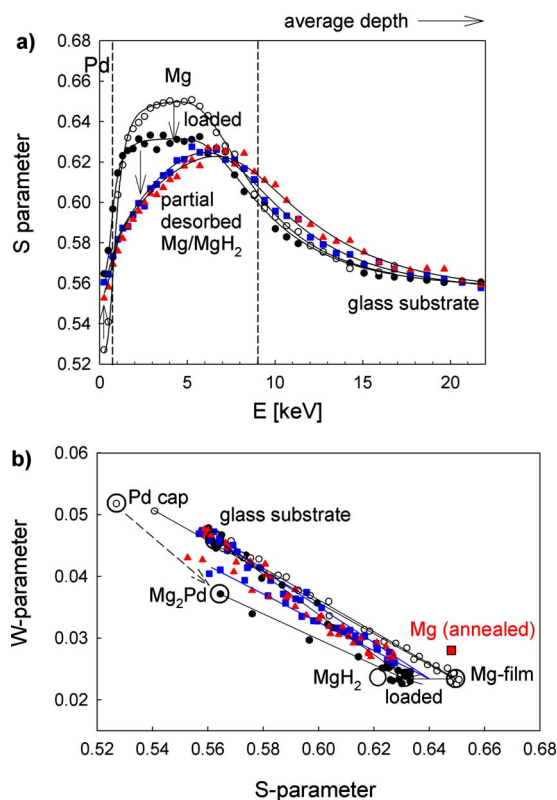 average depth
a)
0.68
0.66
0.64
0.62
0.60
0.58
0.56
0.54
0.52
S parameter
Pd
Mg
loaded
partial
desorbed
Mg/MgH2
glass substrate
0 5 10 15 20
E [keV]
b)
0.06
0.05
0.04
0.03
0.02
W-parameter
Pd cap
glass substrate
Mg2Pd
Mg (annealed)
MgH2
Mg-film
loaded
0.52 0.54 0.56 0.58 0.60 0.62 0.64 0.66 0.68
S-parameter